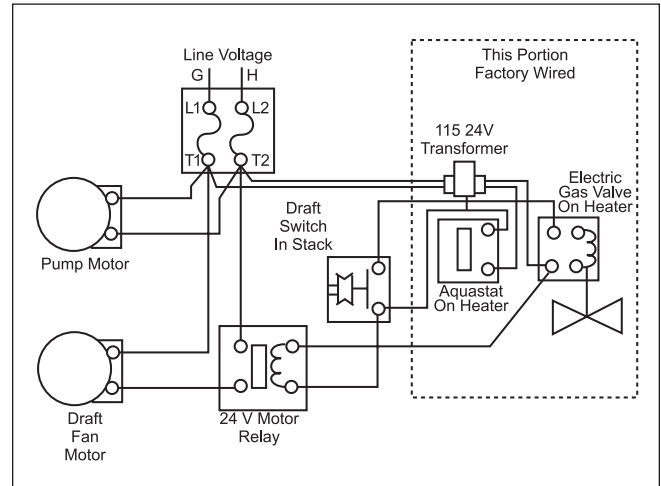 Line Voltage
G H
L1 L2
T1 T2
Pump Motor
Draft
Fan
Motor
24 V Motor
Relay
Draft
Switch
In Stack
This Portion
Factory Wired
115 24V
Transformer
Aquastat
On Heater
Electric
Gas Valve
On Heater